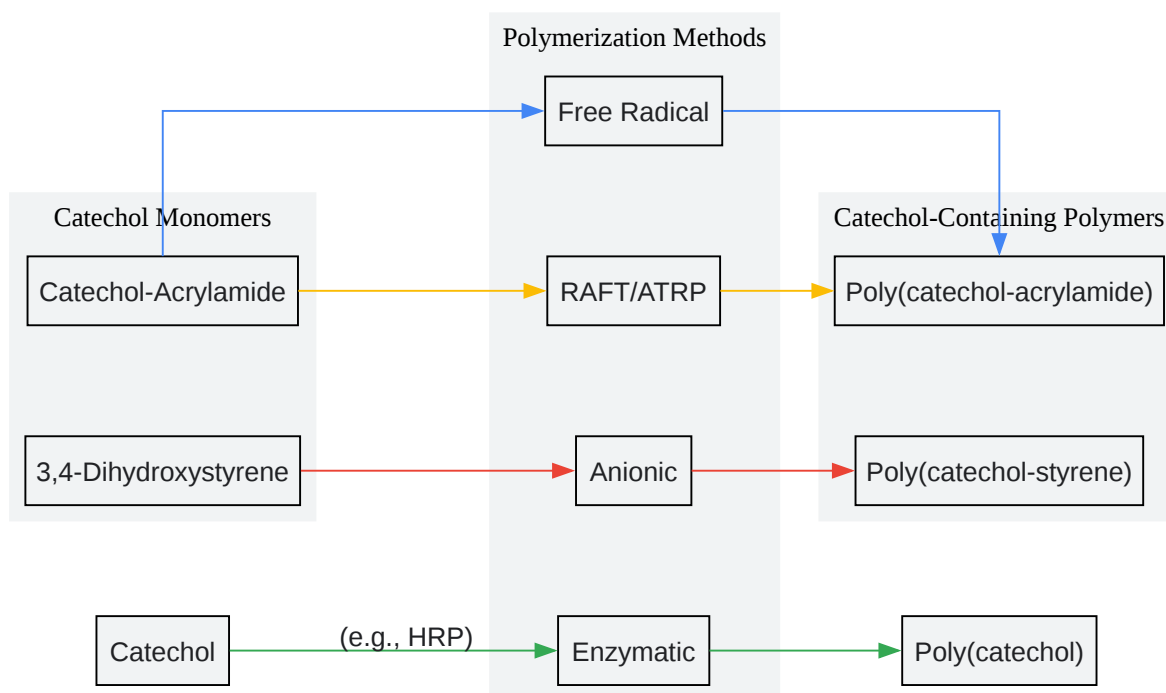 Polymerization Methods
Free Radical
Catechol Monomers
Catechol-Containing Polymers
Catechol-Acrylamide
RAFT/ATRP
Poly(catechol-acrylamide)
3,4-Dihydroxystyrene
Anionic
Poly(catechol-styrene)
Catechol
(e.g., HRP)
Enzymatic
Poly(catechol)